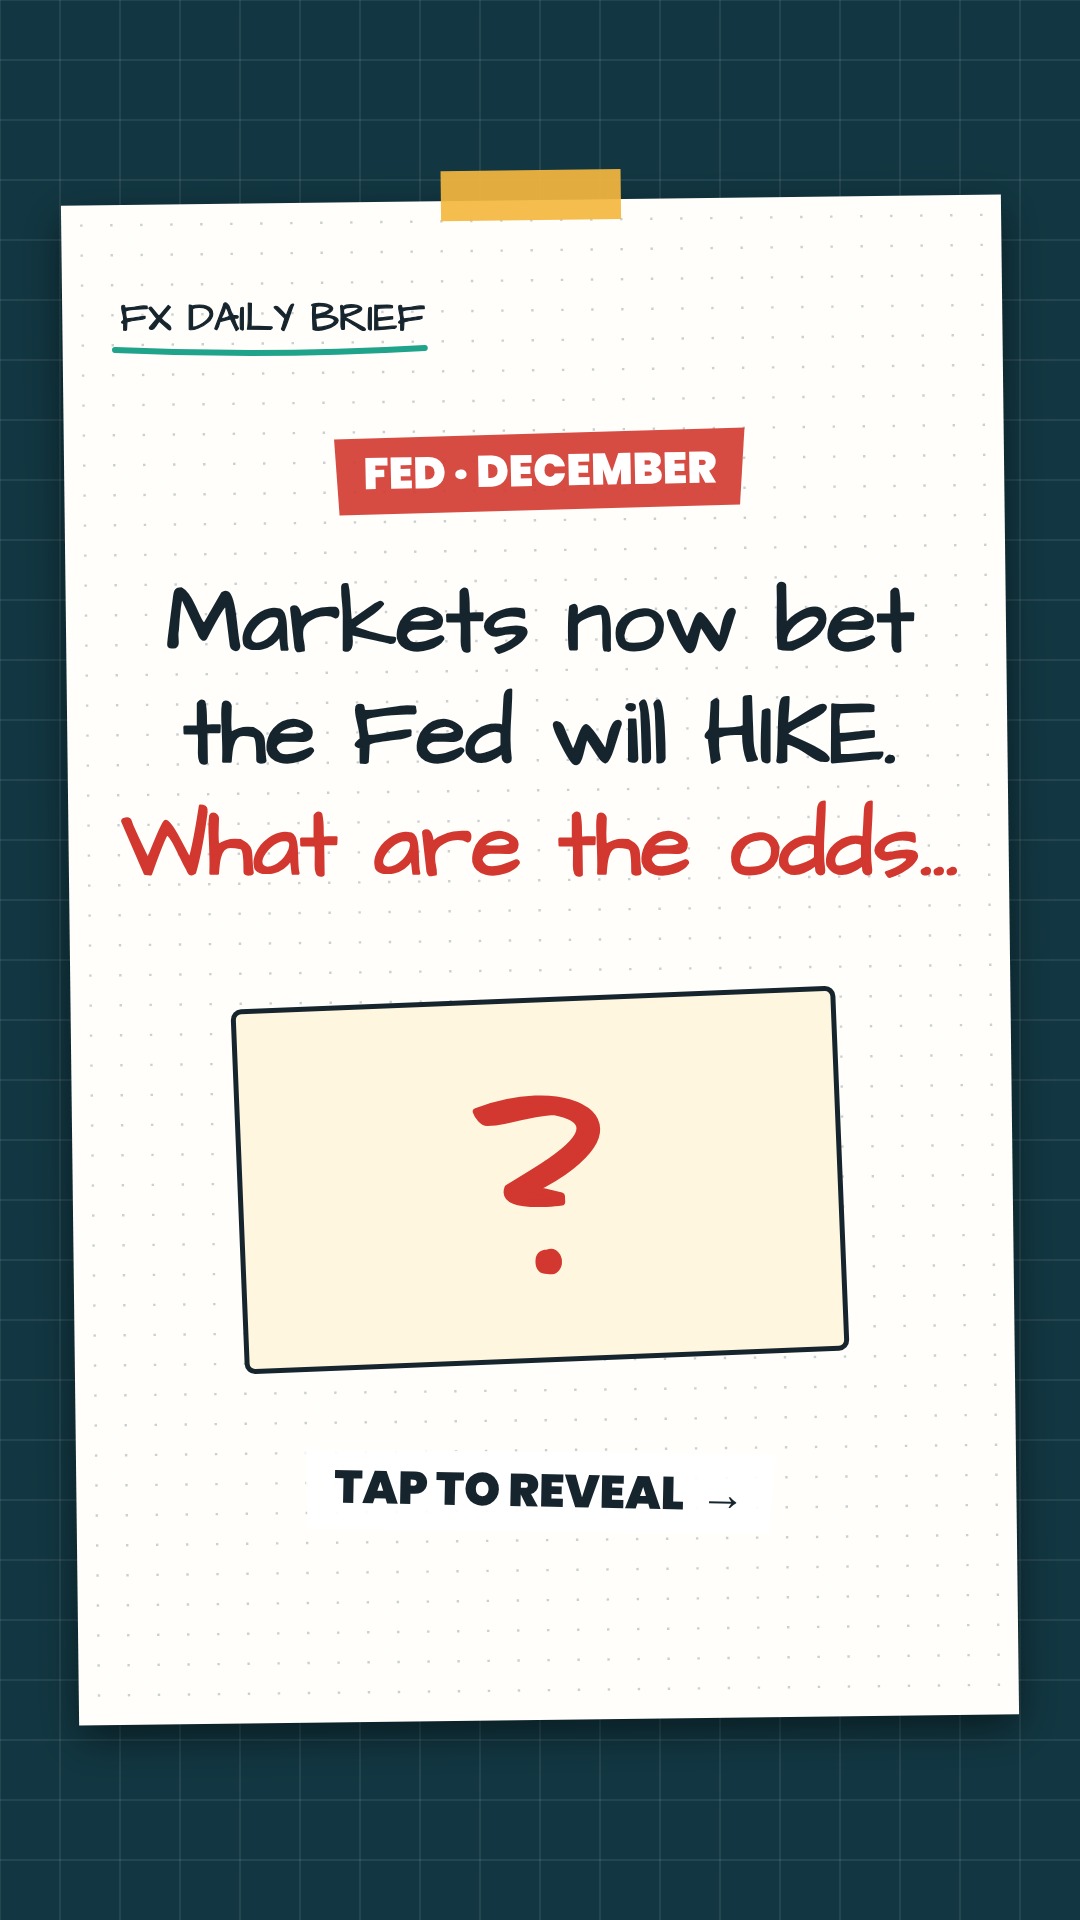 FX DAILY BRIEF
FED • DECEMBER
Markets now bet
the Fed will HIKE.
What are the odds...
?
TAP TO REVEAL →